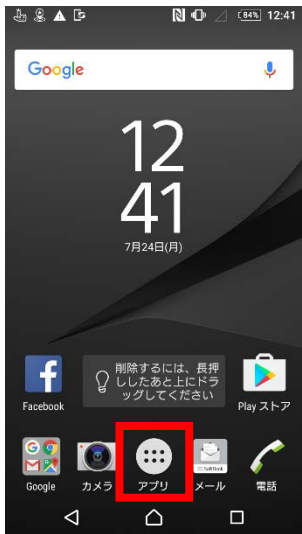 84% 12:41
Google
12
41
7月24日(月)
削除するには、長押
ししたあと上にドラ
ッグしてください
Facebook
Play ストア
SoftBank
Google カメラ アプリ メール 電話